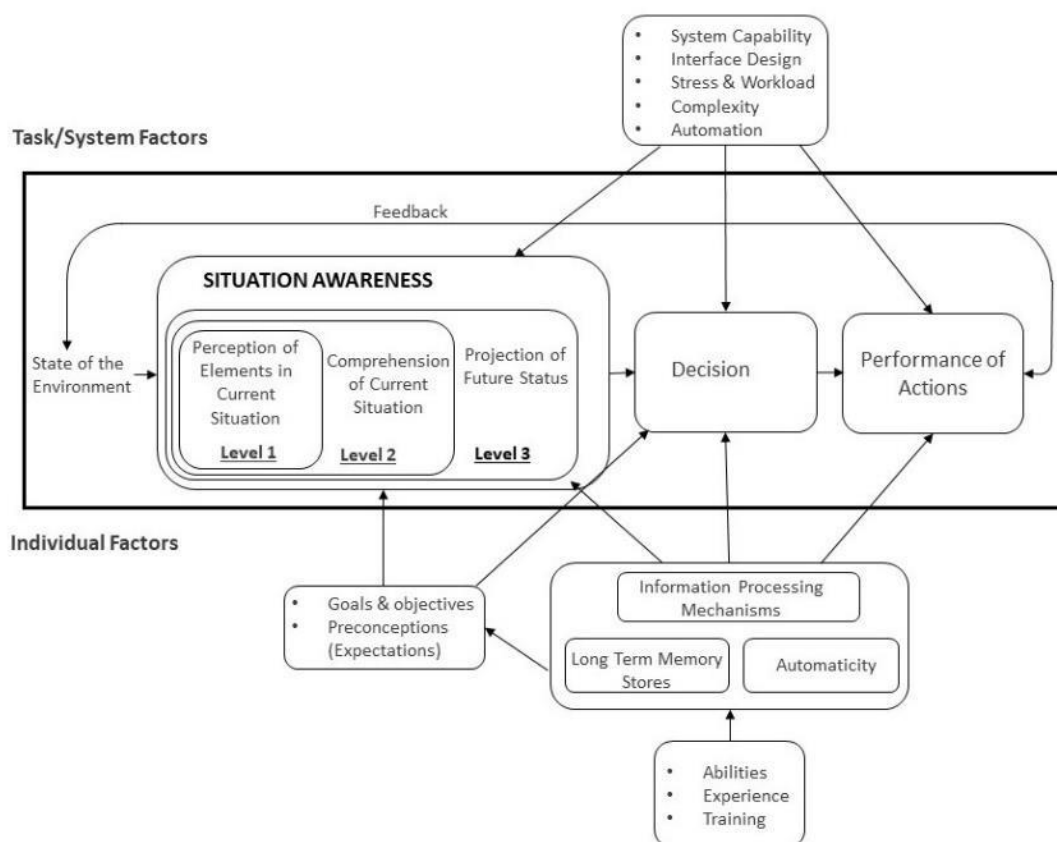 • System Capability
• Interface Design
• Stress & Workload
• Complexity
• Automation
Task/System Factors
Feedback
SITUATION AWARENESS
State of the
Environment
Perception of
Elements in
Current
Situation
Level 1
Comprehension
of Current
Situation
Level 2
Projection of
Future Status
Level 3
Decision
Performance of
Actions
Individual Factors
• Goals & objectives
• Preconceptions
(Expectations)
Information Processing
Mechanisms
Long Term Memory
Stores
Automaticity
• Abilities
• Experience
• Training